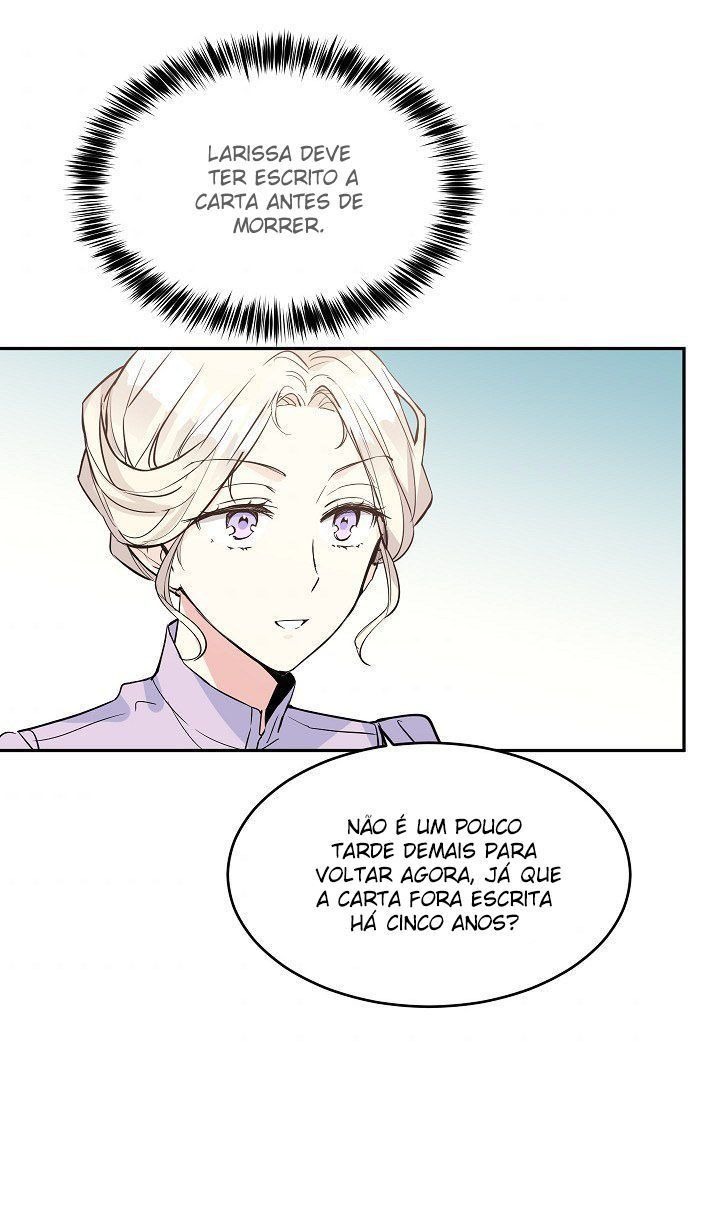 LARISSA DEVE
TER ESCRITO A
CARTA ANTES DE
MORRER.
NÃO É UM POUCO
TARDE DEMAIS PARA
VOLTAR AGORA, JÁ QUE
A CARTA FORA ESCRITA
HÁ CINCO ANOS?